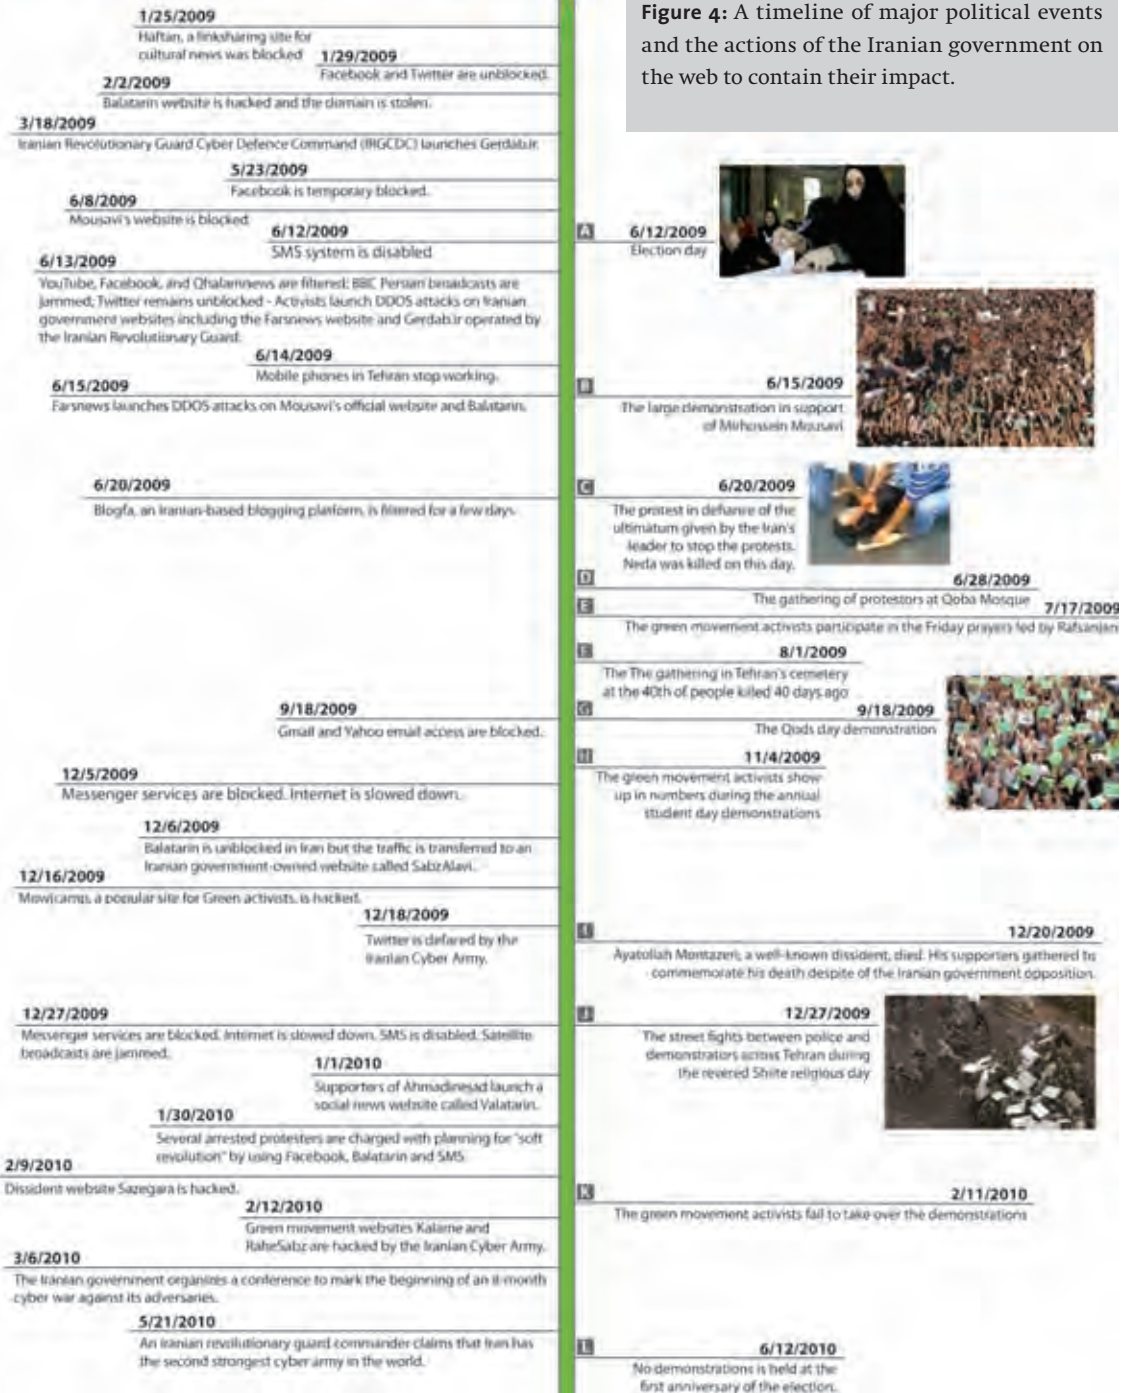 Figure 4: A timeline of major political events
and the actions of the Iranian government on
the web to contain their impact.
1/25/2009
Haftan, a linksharing site for
cultural news was blocked
1/29/2009
Facebook and Twitter are unblocked.
2/2/2009
Balatarin website is hacked and the domain is stolen.
3/18/2009
Iranian Revolutionary Guard Cyber Defence Command (IRGCDC) launches Gerdab.ir.
5/23/2009
Facebook is temporary blocked.
6/8/2009
Mousavi's website is blocked
6/12/2009
SMS system is disabled
6/13/2009
YouTube, Facebook, and Qhalamnews are filtered; BBC Persian broadcasts are
jammed; Twitter remains unblocked - Activists launch DDOS attacks on Iranian
government websites including the Farsnews website and Gerdab.ir operated by
the Iranian Revolutionary Guard.
6/14/2009
Mobile phones in Tehran stop working.
6/15/2009
Farsnews launches DDOS attacks on Mousavi's official website and Balatarin.
6/20/2009
Blogfa, an Iranian-based blogging platform, is filtered for a few days.
9/18/2009
Gmail and Yahoo email access are blocked.
12/5/2009
Messenger services are blocked. Internet is slowed down.
12/6/2009
Balatarin is unblocked in Iran but the traffic is transferred to an
Iranian government-owned website called SabzAlavi.
12/16/2009
Mowjcamp, a popular site for Green activists, is hacked.
12/18/2009
Twitter is defaced by the
Iranian Cyber Army.
12/27/2009
Messenger services are blocked. Internet is slowed down. SMS is disabled. Satellite
broadcasts are jammed.
1/1/2010
Supporters of Ahmadinejad launch a
social news website called Valatarin.
1/30/2010
Several arrested protesters are charged with planning for "soft
revolution" by using Facebook, Balatarin and SMS
2/9/2010
Dissident website Sazegara is hacked.
2/12/2010
Green movement websites Kalame and
RaheSabz are hacked by the Iranian Cyber Army.
3/6/2010
The Iranian government organizes a conference to mark the beginning of an 8-month
cyber war against its adversaries.
5/21/2010
An iranian revolutionary guard commander claims that Iran has
the second strongest cyber army in the world.
A 6/12/2009
Election day
B 6/15/2009
The large demonstration in support
of Mirhossein Mousavi
C 6/20/2009
The protest in defiance of the
ultimatum given by the Iran's
leader to stop the protests.
Neda was killed on this day.
D 6/28/2009
The gathering of protestors at Qoba Mosque
E 7/17/2009
The green movement activists participate in the Friday prayers led by Rafsanjani
F 8/1/2009
The The gathering in Tehran's cemetery
at the 40th of people killed 40 days ago
G 9/18/2009
The Qods day demonstration
H 11/4/2009
The green movement activists show
up in numbers during the annual
student day demonstrations
I 12/20/2009
Ayatollah Montazeri, a well-known dissident, died. His supporters gathered to
commemorate his death despite of the Iranian government opposition.
J 12/27/2009
The street fights between police and
demonstrators across Tehran during
the revered Shiite religious day
K 2/11/2010
The green movement activists fail to take over the demonstrations
L 6/12/2010
No demonstrations is held at the
first anniversary of the election.